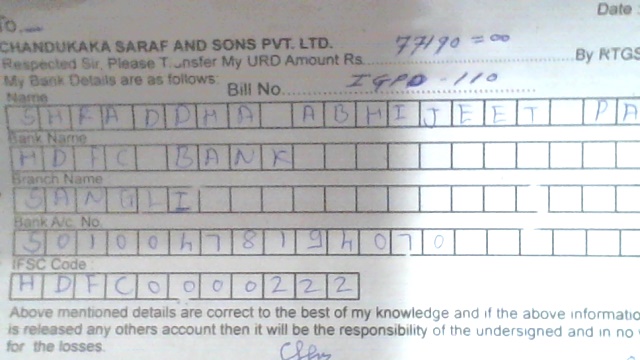 Date :
To,
CHANDUKAKA SARAF AND SONS PVT. LTD.
Respected Sir, Please T.nsfer My URD Amount Rs. 77190=00 By RTGS
My Bank Details are as follows: Bill No. IGPD-110
Name
SHRADDHA ABHIJEET PA
Bank Name
HDFC BANK
Branch Name
SANGLI
Bank A/c. No.
50100478194070
IFSC Code :
HDFC0000222
Above mentioned details are correct to the best of my knowledge and if the above informatio
is released any others account then it will be the responsibility of the undersigned and in no
for the losses.